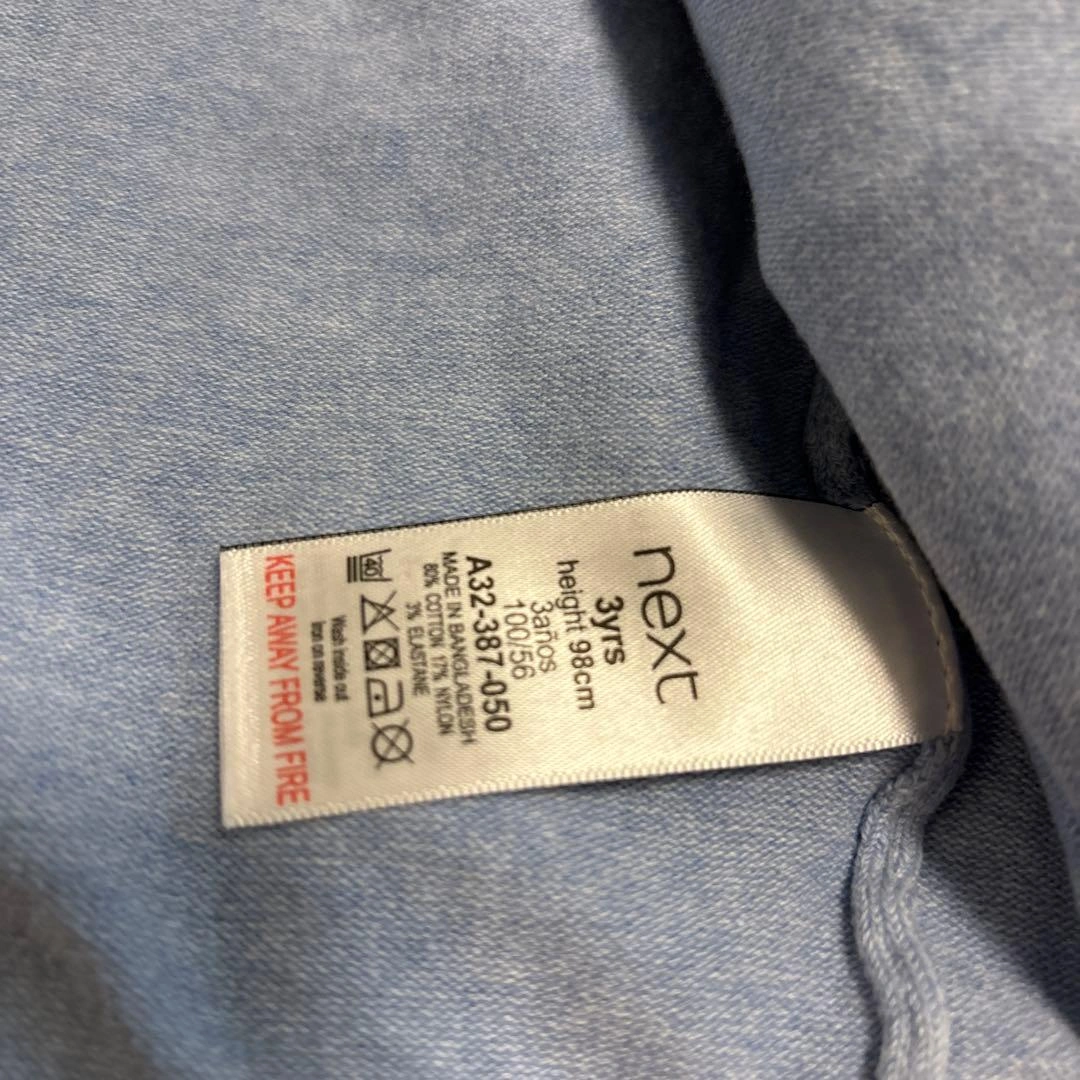 next
3yrs
height 98cm
3años
100/56
A32-387-050
MADE IN BANGLADESH
80% COTTON 17% NYLON
3% ELASTANE
40
Wash inside out
Iron on reverse
KEEP AWAY FROM FIRE